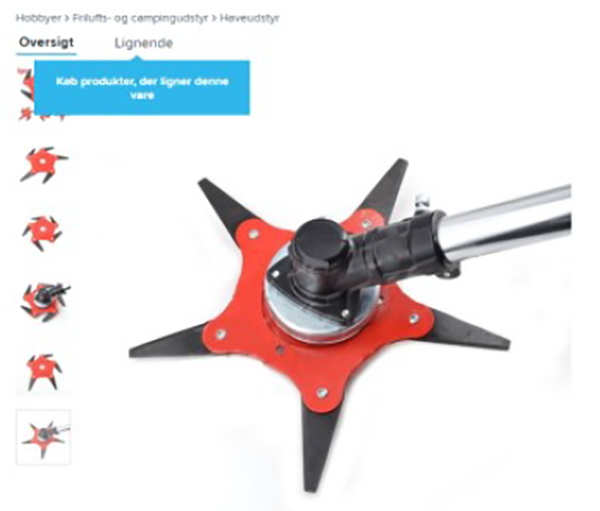 Hobbyer > Frilufts- og campingudstyr > Haveudstyr
Oversigt Lignende
Køb produkter, der ligner denne
vare